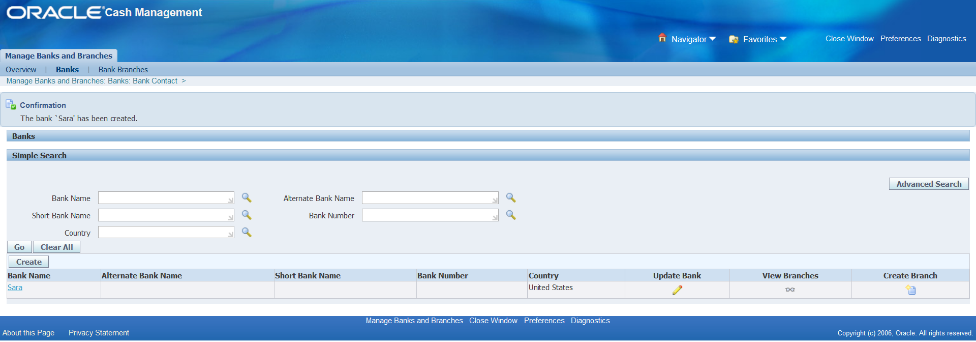 ORACLE® Cash Management
Navigator Favorites Close Window Preferences Diagnostics
Manage Banks and Branches
Overview | Banks | Bank Branches
Manage Banks and Branches: Banks: Bank Contact >
Confirmation
The bank `Sara' has been created.
Banks
Simple Search
Advanced Search
Bank Name Alternate Bank Name
Short Bank Name Bank Number
Country
Go Clear All
Create
Bank Name Alternate Bank Name Short Bank Name Bank Number Country Update Bank View Branches Create Branch
Sara United States
Manage Banks and Branches Close Window Preferences Diagnostics
About this Page Privacy Statement Copyright (c) 2006, Oracle. All rights reserved.